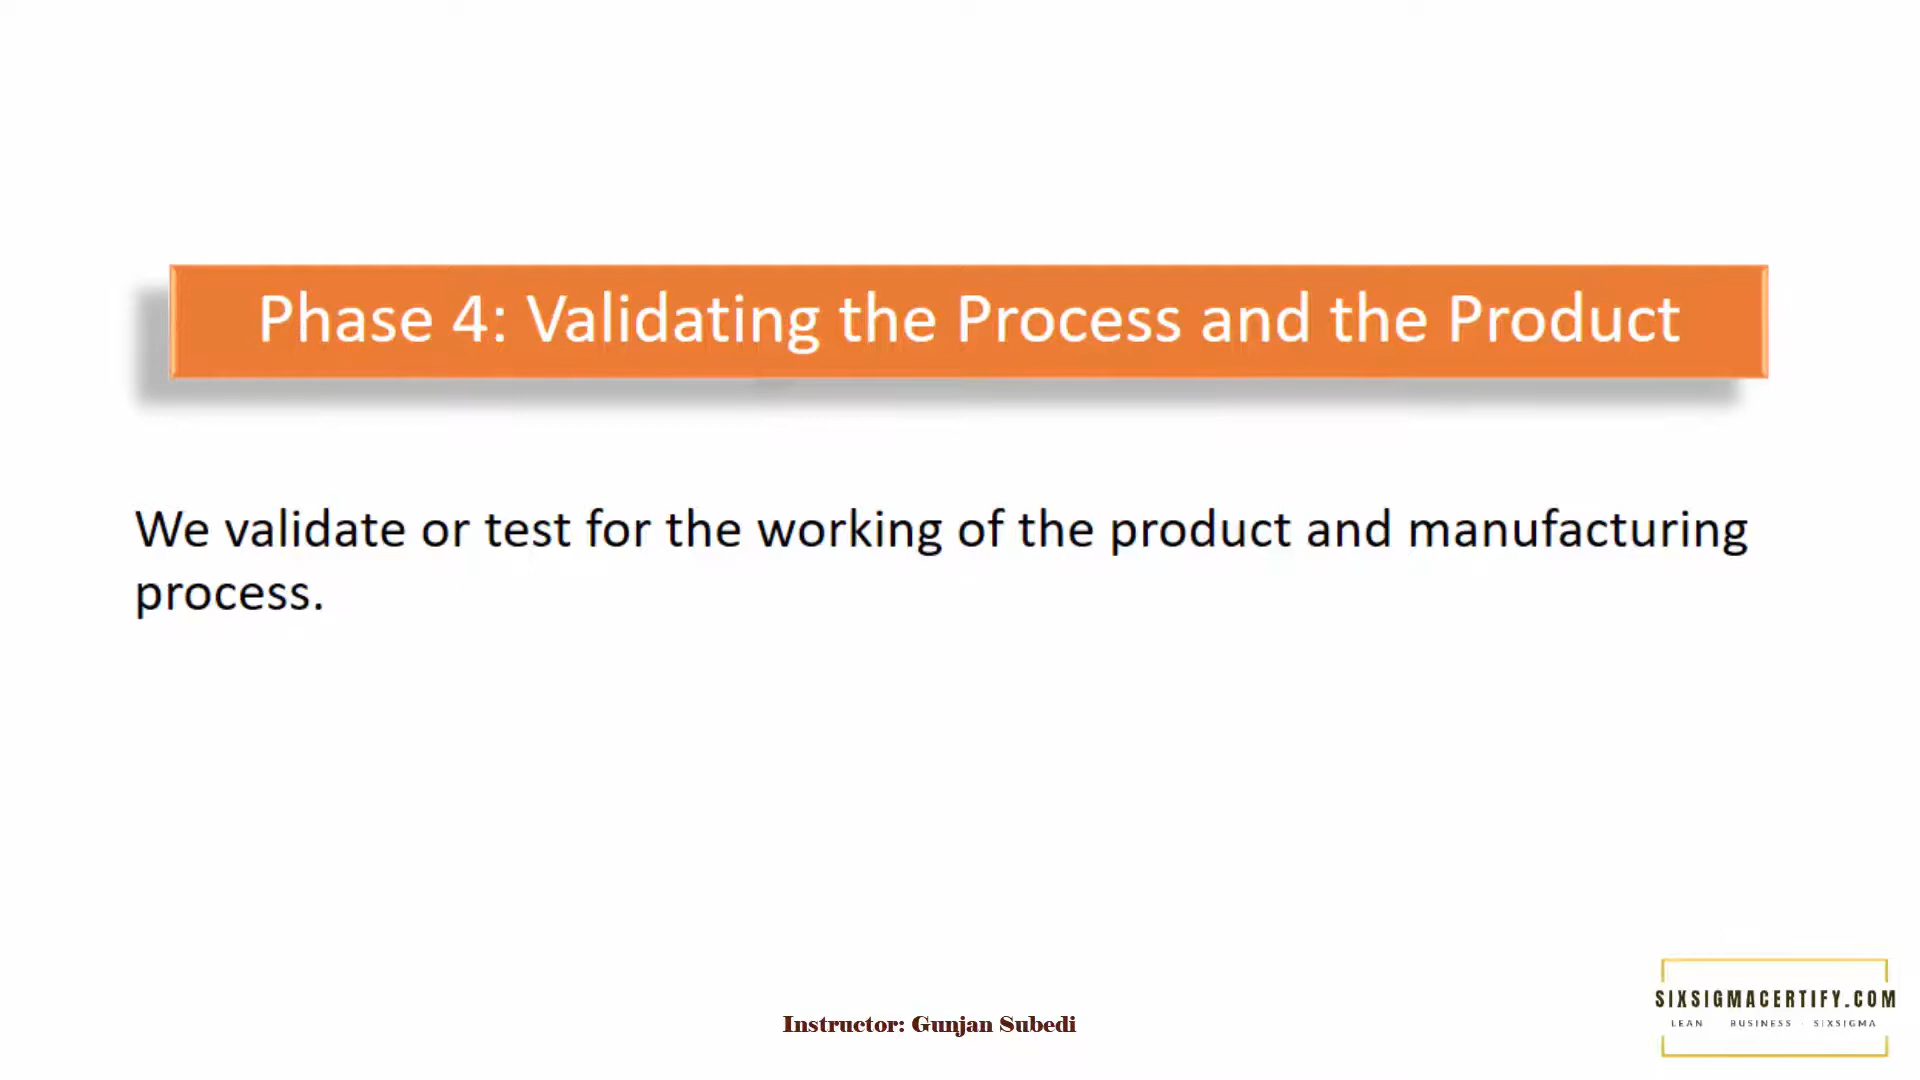 Phase 4: Validating the Process and the Product
We validate or test for the working of the product and manufacturing
process.
Instructor: Gunjan Subedi
SIXSIGMACERTIFY.COM
LEAN BUSINESS · SIXSIGMA